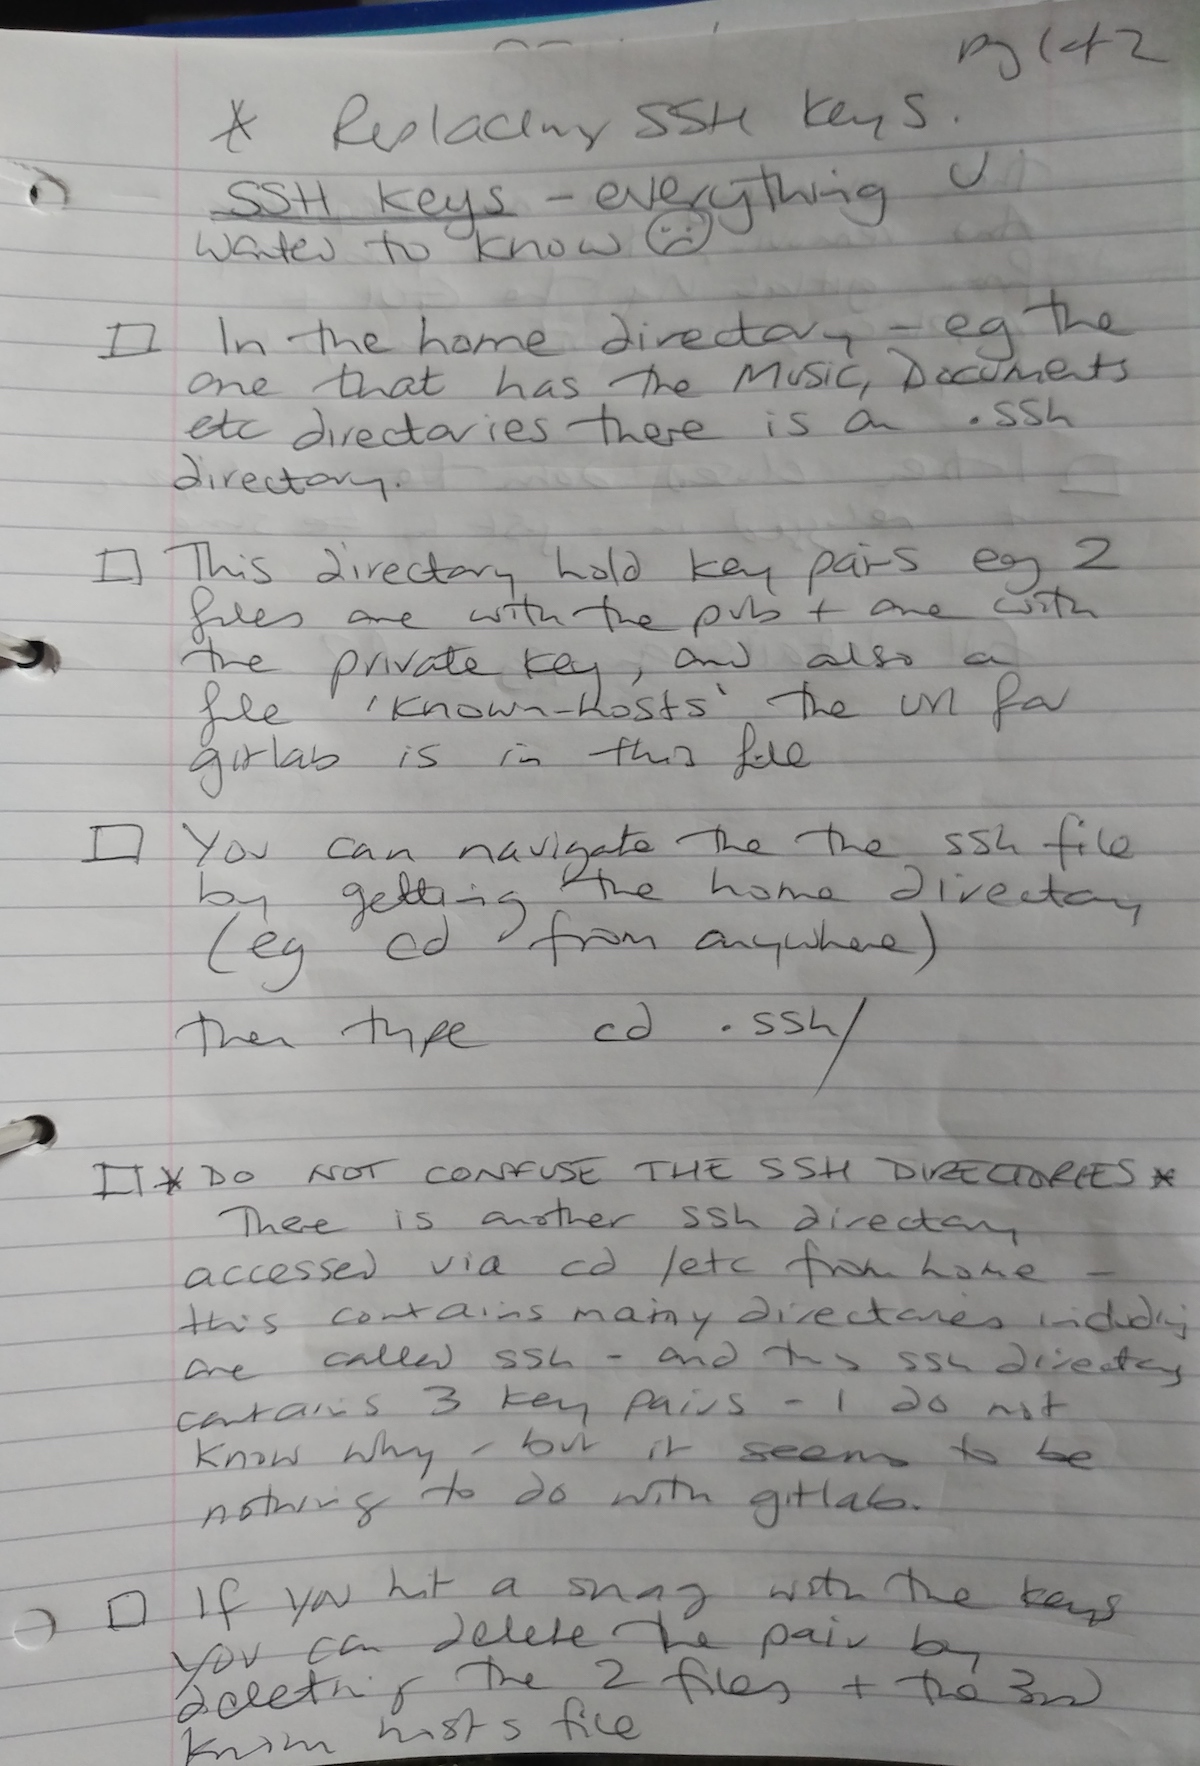 pg 1 of 2
* Replacing SSH keys.
SSH keys - everything U
wanted to know
□ In the home directory - eg the
one that has the Music, Documents
etc directories there is an .ssh
directory.
□ This directory hold key pairs eg 2
files one with the pub + one with
the private key, and also a
file 'known-hosts' the url for
gitlab is in this file
□ You can navigate the the ssh file
by getting the home directory
(eg cd from anywhere)
then type cd .ssh/
□ * DO NOT CONFUSE THE SSH DIRECTORIES *
There is another ssh directory
accessed via cd /etc from home -
this contains many directories including
one called ssh - and this ssh directory
contains 3 key pairs - I do not
know why - but it seems to be
nothing to do with gitlab.
□ If you hit a snag with the keys
you can delete the pair by
deleting the 2 files + the 3rd
known hosts file